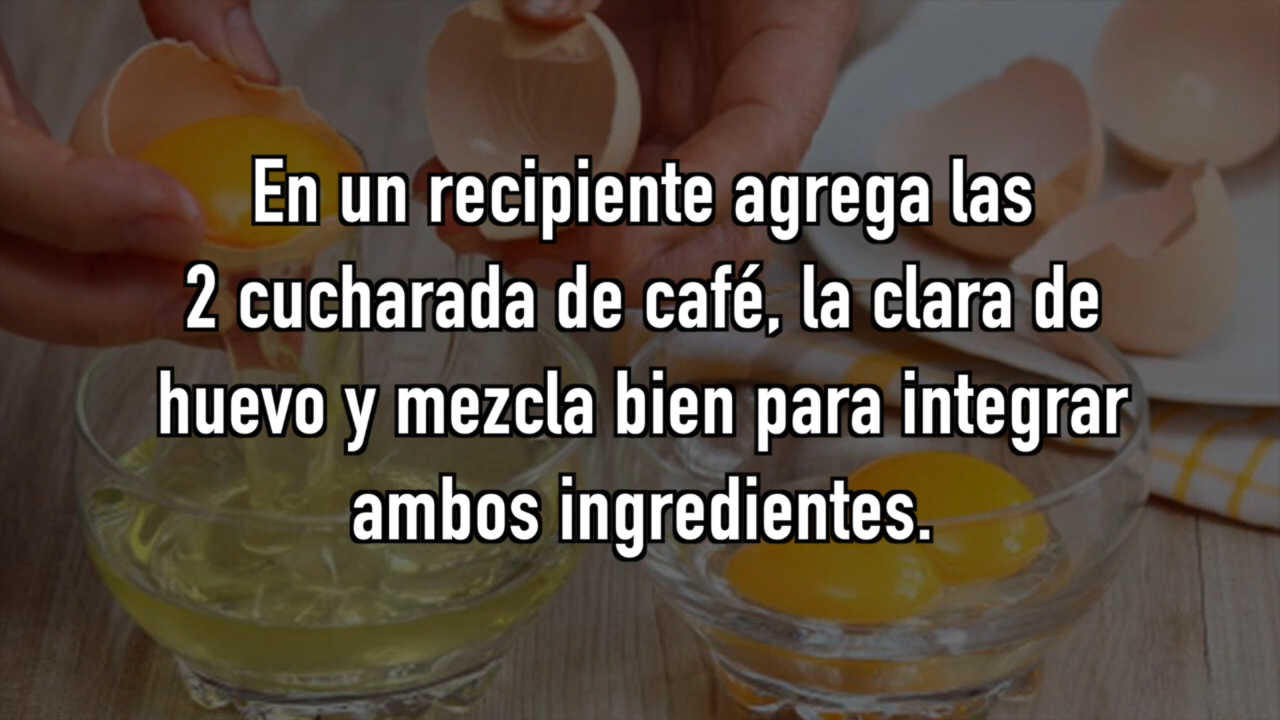 En un recipiente agrega las
2 cucharada de café, la clara de
huevo y mezcla bien para integrar
ambos ingredientes.